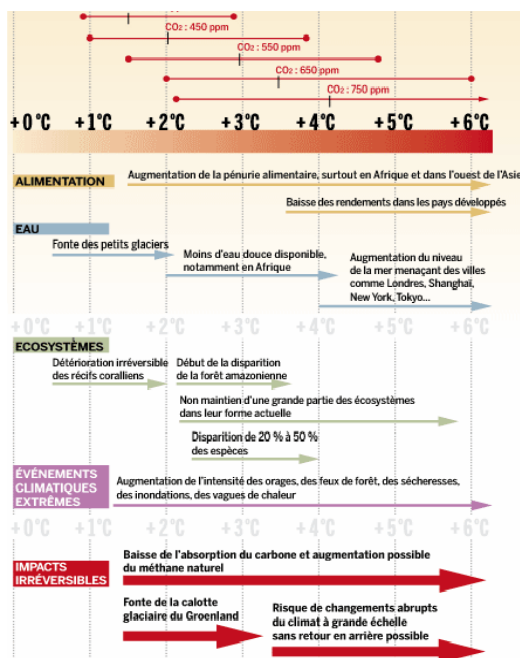 CO2 : 450 ppm
CO2 : 550 ppm
CO2 : 650 ppm
CO2 : 750 ppm
+0°C +1°C +2°C +3°C +4°C +5°C +6°C
ALIMENTATION
Augmentation de la pénurie alimentaire, surtout en Afrique et dans l'ouest de l'Asie
Baisse des rendements dans les pays développés
EAU
Fonte des petits glaciers
Moins d'eau douce disponible,
notamment en Afrique
Augmentation du niveau
de la mer menaçant des villes
comme Londres, Shanghaï,
New York, Tokyo...
+0°C +1°C +2°C +3°C +4°C +5°C +6°C
ECOSYSTÈMES
Détérioration irréversible
des récifs coralliens
Début de la disparition
de la forêt amazonienne
Non maintien d'une grande partie des écosystèmes
dans leur forme actuelle
Disparition de 20 % à 50 %
des espèces
ÉVÉNEMENTS
CLIMATIQUES
EXTRÊMES
Augmentation de l'intensité des orages, des feux de forêt, des sécheresses,
des inondations, des vagues de chaleur
+0°C +1°C +2°C +3°C +4°C +5°C +6°C
IMPACTS
IRRÉVERSIBLES
Baisse de l'absorption du carbone et augmentation possible
du méthane naturel
Fonte de la calotte
glaciaire du Groenland
Risque de changements abrupts
du climat à grande échelle
sans retour en arrière possible